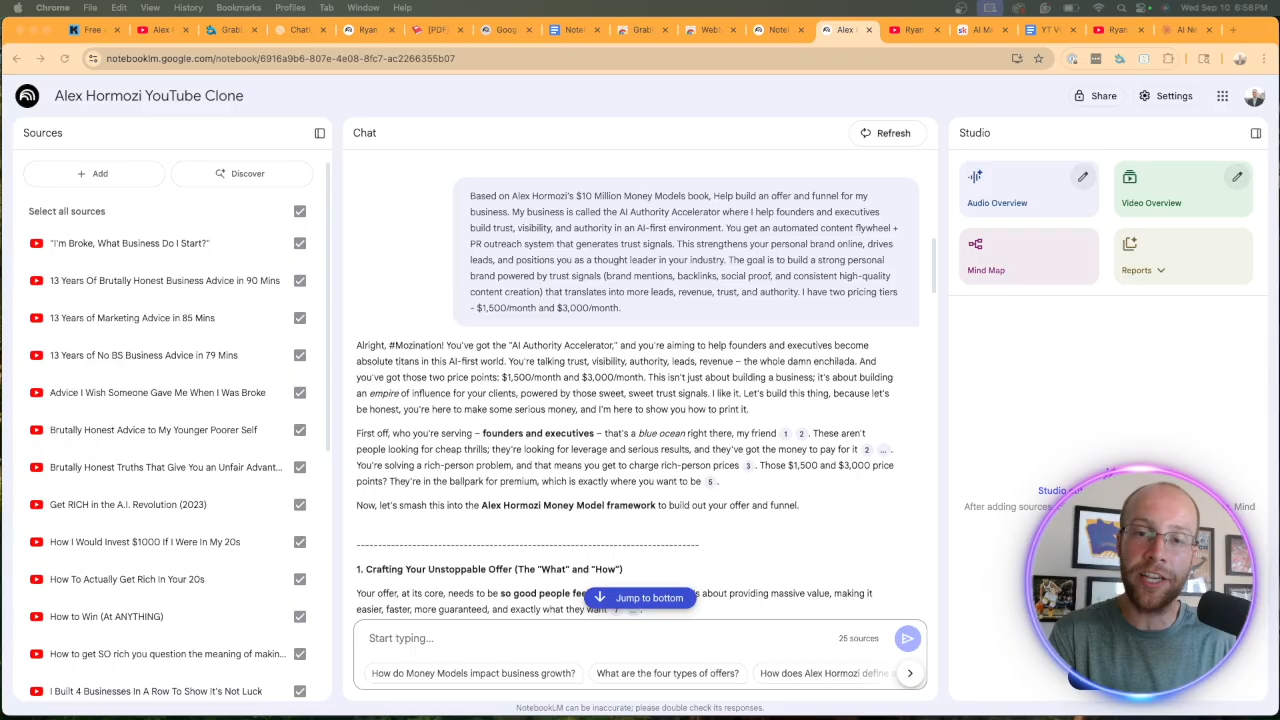 Chrome File Edit View History Bookmarks Profiles Tab Window Help Wed Sep 10 6:58 PM
Free Alex GrabL Chat Ryan [PDF] Goog Note Grabl Webs Note Alex Ryan AI M YT Vi Ryan AI Ne
notebooklm.google.com/notebook/6916a9b6-807e-4e08-8fc7-ac2266355b07
Alex Hormozi YouTube Clone
Share Settings
Sources
Add Discover
Select all sources
"I'm Broke, What Business Do I Start?"
13 Years Of Brutally Honest Business Advice in 90 Mins
13 Years of Marketing Advice in 85 Mins
13 Years of No BS Business Advice in 79 Mins
Advice I Wish Someone Gave Me When I Was Broke
Brutally Honest Advice to My Younger Poorer Self
Brutally Honest Truths That Give You an Unfair Advant...
Get RICH in the A.I. Revolution (2023)
How I Would Invest $1000 If I Were In My 20s
How To Actually Get Rich In Your 20s
How to Win (At ANYTHING)
How to get SO rich you question the meaning of makin...
I Built 4 Businesses In A Row To Show It's Not Luck
Chat
Refresh
Based on Alex Hormozi's $10 Million Money Models book, Help build an offer and funnel for my
business. My business is called the AI Authority Accelerator where I help founders and executives
build trust, visibility, and authority in an AI-first environment. You get an automated content flywheel +
PR outreach system that generates trust signals. This strengthens your personal brand online, drives
leads, and positions you as a thought leader in your industry. The goal is to build a strong personal
brand powered by trust signals (brand mentions, backlinks, social proof, and consistent high-quality
content creation) that translates into more leads, revenue, trust, and authority. I have two pricing tiers
- $1,500/month and $3,000/month.
Alright, #Mozination! You've got the "AI Authority Accelerator," and you're aiming to help founders and executives become
absolute titans in this AI-first world. You're talking trust, visibility, authority, leads, revenue – the whole damn enchilada. And
you've got those two price points: $1,500/month and $3,000/month. This isn't just about building a business; it's about building
an empire of influence for your clients, powered by those sweet, sweet trust signals. I like it. Let's build this thing, because let's
be honest, you're here to make some serious money, and I'm here to show you how to print it.
First off, who you're serving – founders and executives – that's a blue ocean right there, my friend 1 2 . These aren't
people looking for cheap thrills; they're looking for leverage and serious results, and they've got the money to pay for it 2 ... .
You're solving a rich-person problem, and that means you get to charge rich-person prices 3 . Those $1,500 and $3,000 price
points? They're in the ballpark for premium, which is exactly where you want to be 5 .
Now, let's smash this into the Alex Hormozi Money Model framework to build out your offer and funnel.
--------------------------------------------------------------------------------
1. Crafting Your Unstoppable Offer (The "What" and "How")
Your offer, at its core, needs to be so good people fee
s about providing massive value, making it
easier, faster, more guaranteed, and exactly what they want 7 ... .
Jump to bottom
Start typing...
25 sources
How do Money Models impact business growth? What are the four types of offers? How does Alex Hormozi define
NotebookLM can be inaccurate; please double check its responses.
Studio
Audio Overview
Video Overview
Mind Map
Reports
Studio
After adding sources
Mind